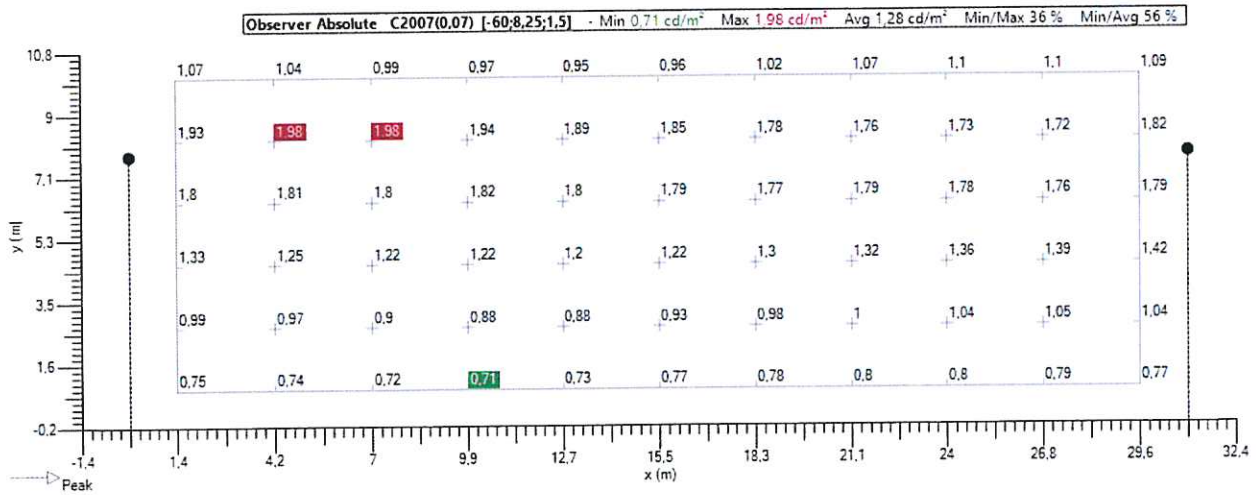 Observer Absolute C2007(0,07) [-60;8,25;1,5] - Min 0,71 cd/m² Max 1,98 cd/m² Avg 1,28 cd/m² Min/Max 36 % Min/Avg 56 %
10,8
1,07 1,04 0,99 0,97 0,95 0,96 1,02 1,07 1,1 1,1 1,09
9
1,93 1,98 1,98 1,94 1,89 1,85 1,78 1,76 1,73 1,72 1,82
7,1
1,8 1,81 1,8 1,82 1,8 1,79 1,77 1,79 1,78 1,76 1,79
y (m)
5,3
1,33 1,25 1,22 1,22 1,2 1,22 1,3 1,32 1,36 1,39 1,42
3,5
0,99 0,97 0,9 0,88 0,88 0,93 0,98 1 1,04 1,05 1,04
1,6
0,75 0,74 0,72 0,71 0,73 0,77 0,78 0,8 0,8 0,79 0,77
-0,2
-1,4 1,4 4,2 7 9,9 12,7 15,5 18,3 21,1 24 26,8 29,6 32,4
x (m)
Peak